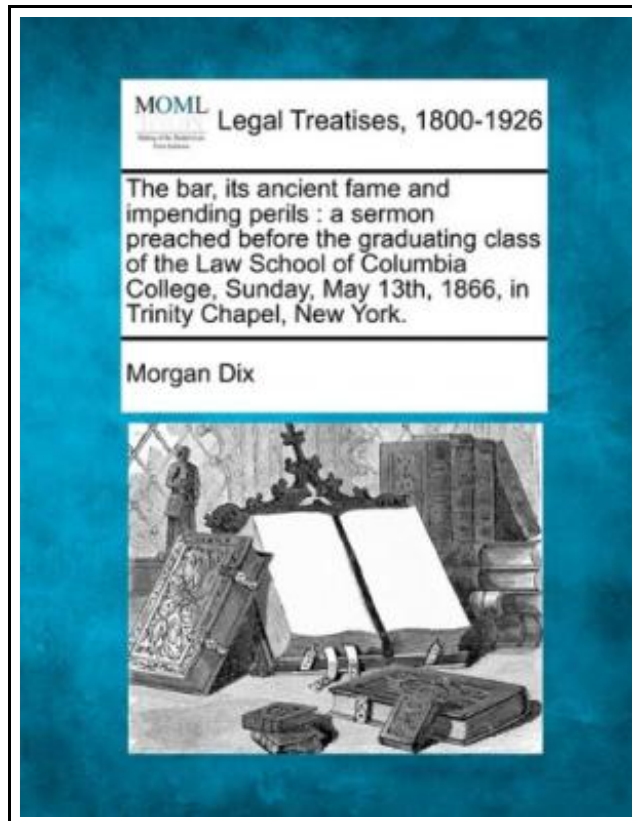 MOML
Legal Treatises, 1800-1926
The bar, its ancient fame and
impending perils : a sermon
preached before the graduating class
of the Law School of Columbia
College, Sunday, May 13th, 1866, in
Trinity Chapel, New York.
Morgan Dix